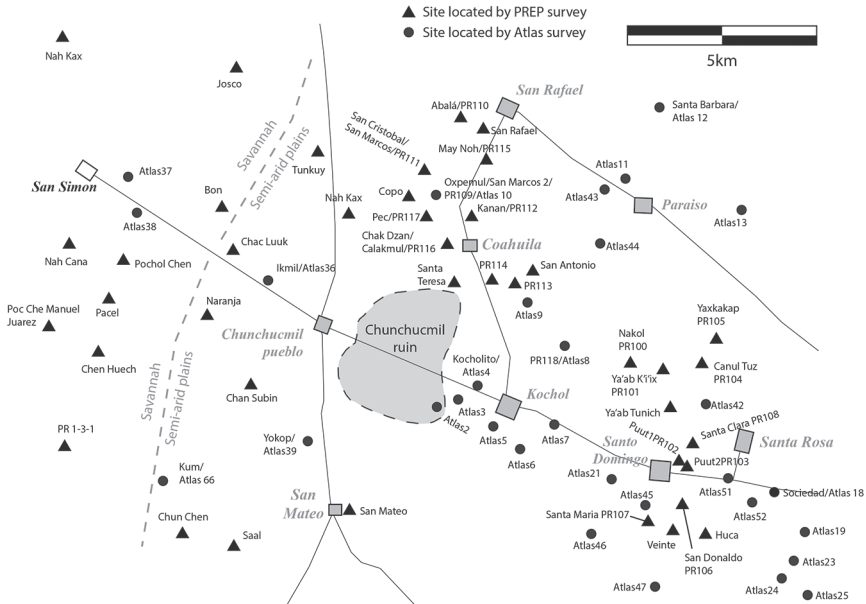 Site located by PREP survey
Site located by Atlas survey
5km
Nah Kax
Josco
San Rafael
Abalá/PR110
San Rafael
Santa Barbara/
Atlas 12
San Cristobal/
San Marcos/PR111
May Noh/PR115
Savannah
Semi-arid plains
Tunkuy
Atlas37
San Simon
Atlas11
Atlas43
Paraiso
Atlas13
Bon
Copo
Oxpemul/San Marcos 2/
PR109/Atlas 10
Nah Kax
Kanan/PR112
Pec/PR117
Atlas38
Chac Luuk
Chak Dzan/
Calakmul/PR116
Coahuila
Atlas44
Nah Cana
Pochol Chen
Ikmil/Atlas36
Santa
Teresa
PR114
San Antonio
PR113
Poc Che Manuel
Juarez
Pacel
Naranja
Atlas9
Yaxkakap
PR105
Chunchucmil
pueblo
Chunchucmil
ruin
Nakol
PR100
Chen Huech
Kocholito/
Atlas4
PR118/Atlas8
Ya'ab K'i'ix
PR101
Canul Tuz
PR104
Savannah
Semi-arid plains
Chan Subin
Kochol
Atlas3
Atlas2
Ya'ab Tunich
Atlas42
PR 1-3-1
Yokop/
Atlas39
Atlas5
Atlas7
Atlas6
Puut1PR102
Santa Clara PR108
Santa Rosa
Santo
Domingo
Puut2PR103
Kum/
Atlas 66
Atlas21
Atlas51
Sociedad/Atlas 18
San
Mateo
San Mateo
Atlas45
Santa Maria PR107
Atlas52
Chun Chen
Saal
Atlas46
Veinte
Huca
Atlas19
San Donaldo
PR106
Atlas23
Atlas47
Atlas24
Atlas25